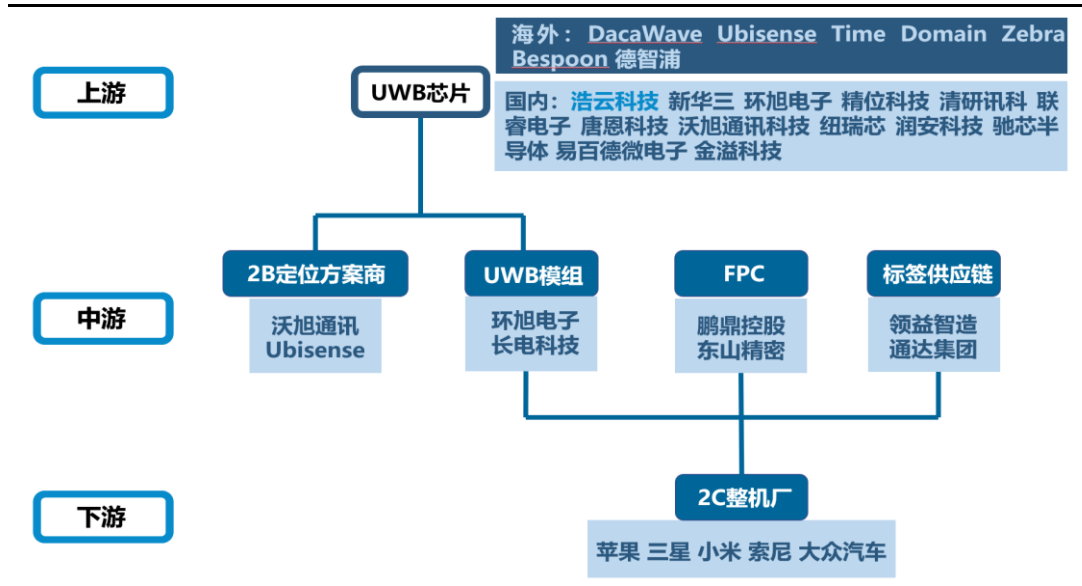 海外：DacaWave Ubisense Time Domain Zebra
Bespoon 德智浦
上游
UWB芯片
国内：浩云科技 新华三 环旭电子 精位科技 清研讯科 联
睿电子 唐恩科技 沃旭通讯科技 纽瑞芯 润安科技 驰芯半
导体 易百德微电子 金溢科技
2B定位方案商
UWB模组
FPC
标签供应链
中游
沃旭通讯
Ubisense
环旭电子
长电科技
鹏鼎控股
东山精密
领益智造
通达集团
2C整机厂
下游
苹果 三星 小米 索尼 大众汽车